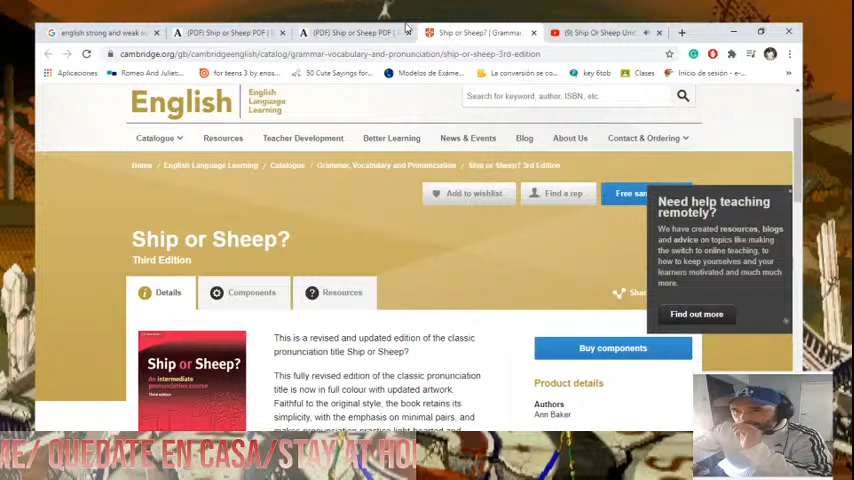 english strong and weak su
(PDF) Ship or Sheep PDF |
(PDF) Ship or Sheep PDF |
Ship or Sheep? | Gramma
Ship Or Sheep Uni
cambridge.org/gb/cambridgeenglish/catalog/grammar-vocabulary-and-pronunciation/ship-or-sheep-3rd-edition
Aplicaciones
Romeo And Juliet:
for teens 3 by enos...
50 Cute Sayings for...
Modelos de Exáme...
La conversión se co...
key 6tob
Clases
Inicio de sesión - e-...
English
English
Language
Learning
Search for keyword, author, ISBN, etc.
Catalogue
Resources
Teacher Development
Better Learning
News & Events
Blog
About Us
Contact & Ordering
Home
English Language Learning
Catalogue
Grammar, Vocabulary and Pronunciation
Ship or Sheep? 3rd Edition
Add to wishlist
Find a rep
Free sam
Need help teaching
remotely?
We have created resources, blogs
and advice on topics like making
the switch to online teaching, to
how to keep yourselves and your
learners motivated and much much
more.
Find out more
Ship or Sheep?
Third Edition
Details
Components
Resources
Shar
Ship or Sheep?
An intermediate
pronunciation course
Third edition
This is a revised and updated edition of the classic
pronunciation title Ship or Sheep?
This fully revised edition of the classic pronunciation
title is now in full colour with updated artwork.
Faithful to the original style, the book retains its
simplicity, with the emphasis on minimal pairs, and
makes pronunciation practice light-hearted and
Buy components
Product details
Authors
Ann Baker
ME/ QUEDATE EN CASA/STAY AT HO